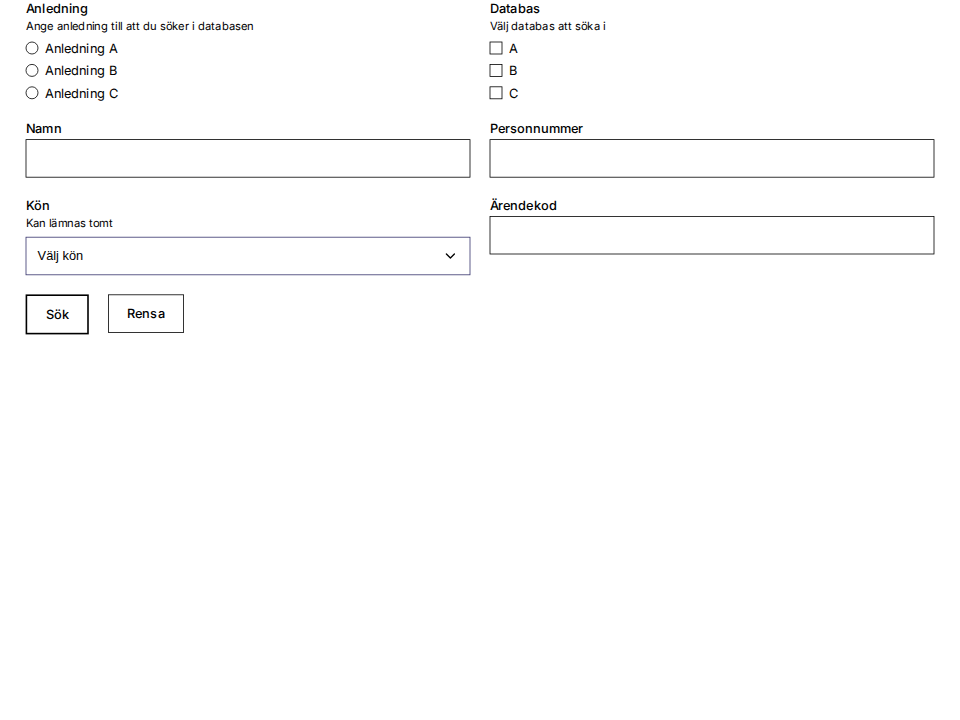 Anledning
Ange anledning till att du söker i databasen
Anledning A
Anledning B
Anledning C
Databas
Välj databas att söka i
A
B
C
Namn
Personnummer
Kön
Kan lämnas tomt
Välj kön
Ärendekod
Sök
Rensa